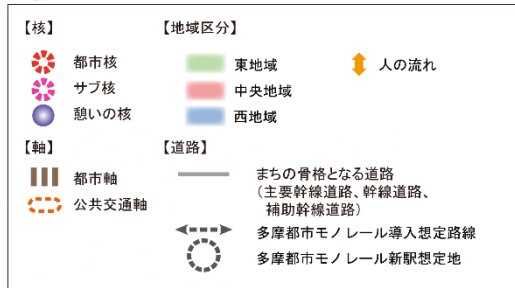 【核】
都市核
サブ核
憩いの核
【軸】
都市軸
公共交通軸
【地域区分】
東地域
中央地域
西地域
人の流れ
【道路】
まちの骨格となる道路
(主要幹線道路、幹線道路、
補助幹線道路)
多摩都市モノレール導入想定路線
多摩都市モノレール新駅想定地